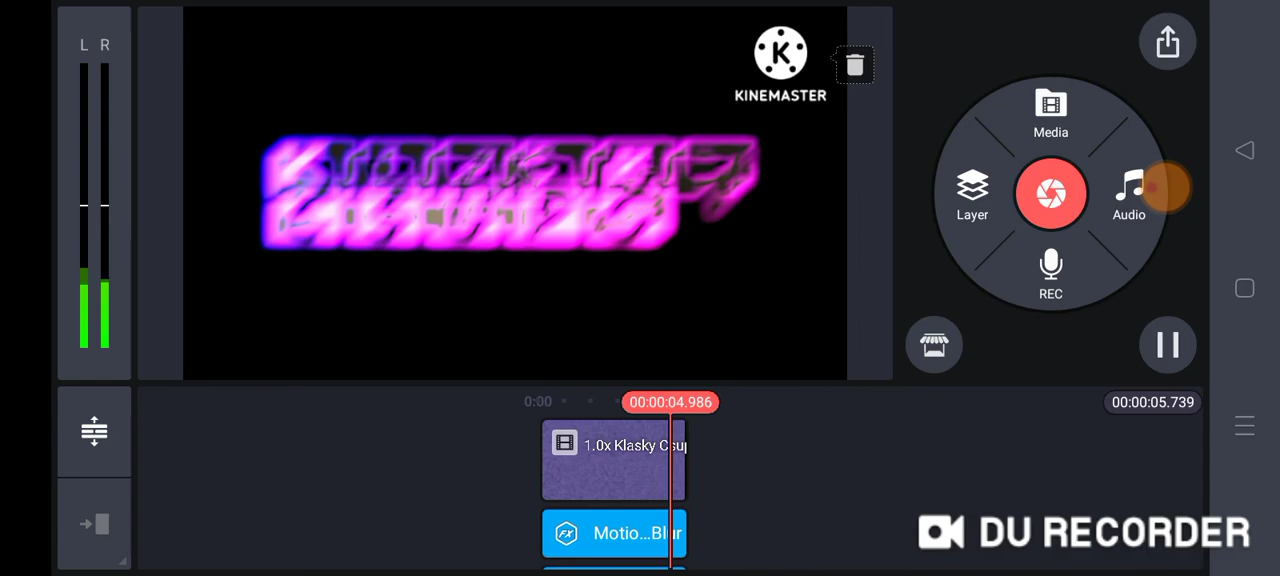 L R
KINEMASTER
Media
Layer
Audio
REC
0:00
00:00:04.986
00:00:05.739
1.0x Klasky Csup
Motio...Blur
DU RECORDER